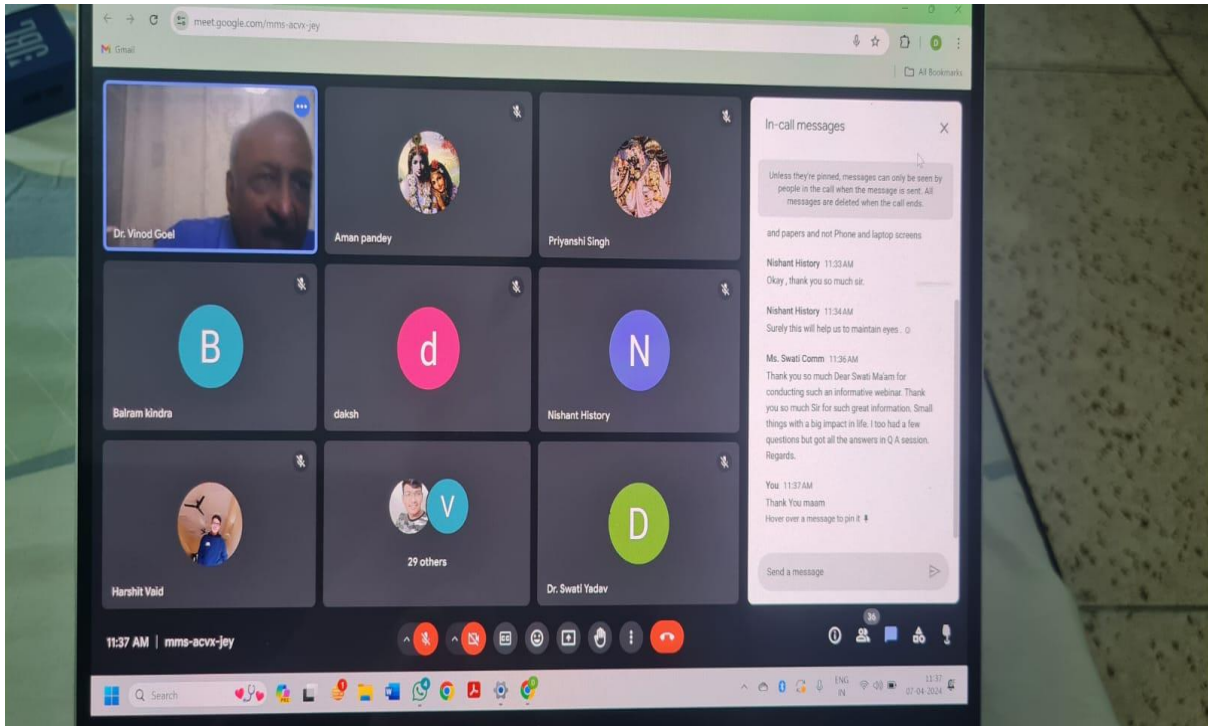 meet.google.com/mms-acvx-jey
Gmail
All Bookmarks
D
Dr. Vinod Goel
Aman pandey
Priyanshi Singh
B
Balram kindra
d
daksh
N
Nishant History
Harshit Vaid
V
29 others
D
Dr. Swati Yadav
In-call messages
Unless they're pinned, messages can only be seen by
people in the call when the message is sent. All
messages are deleted when the call ends.
and papers and not Phone and laptop screens
Nishant History 11:33 AM
Okay , thank you so much sir.
Nishant History 11:34 AM
Surely this will help us to maintain eyes . ☺
Ms. Swati Comm 11:36 AM
Thank you so much Dear Swati Ma'am for
conducting such an informative webinar. Thank
you so much Sir for such great information. Small
things with a big impact in life. I too had a few
questions but got all the answers in Q A session.
Regards.
You 11:37 AM
Thank You maam
Hover over a message to pin it
Send a message
11:37 AM | mms-acvx-jey
36
Search
ENG
IN
11:37
07-04-2024